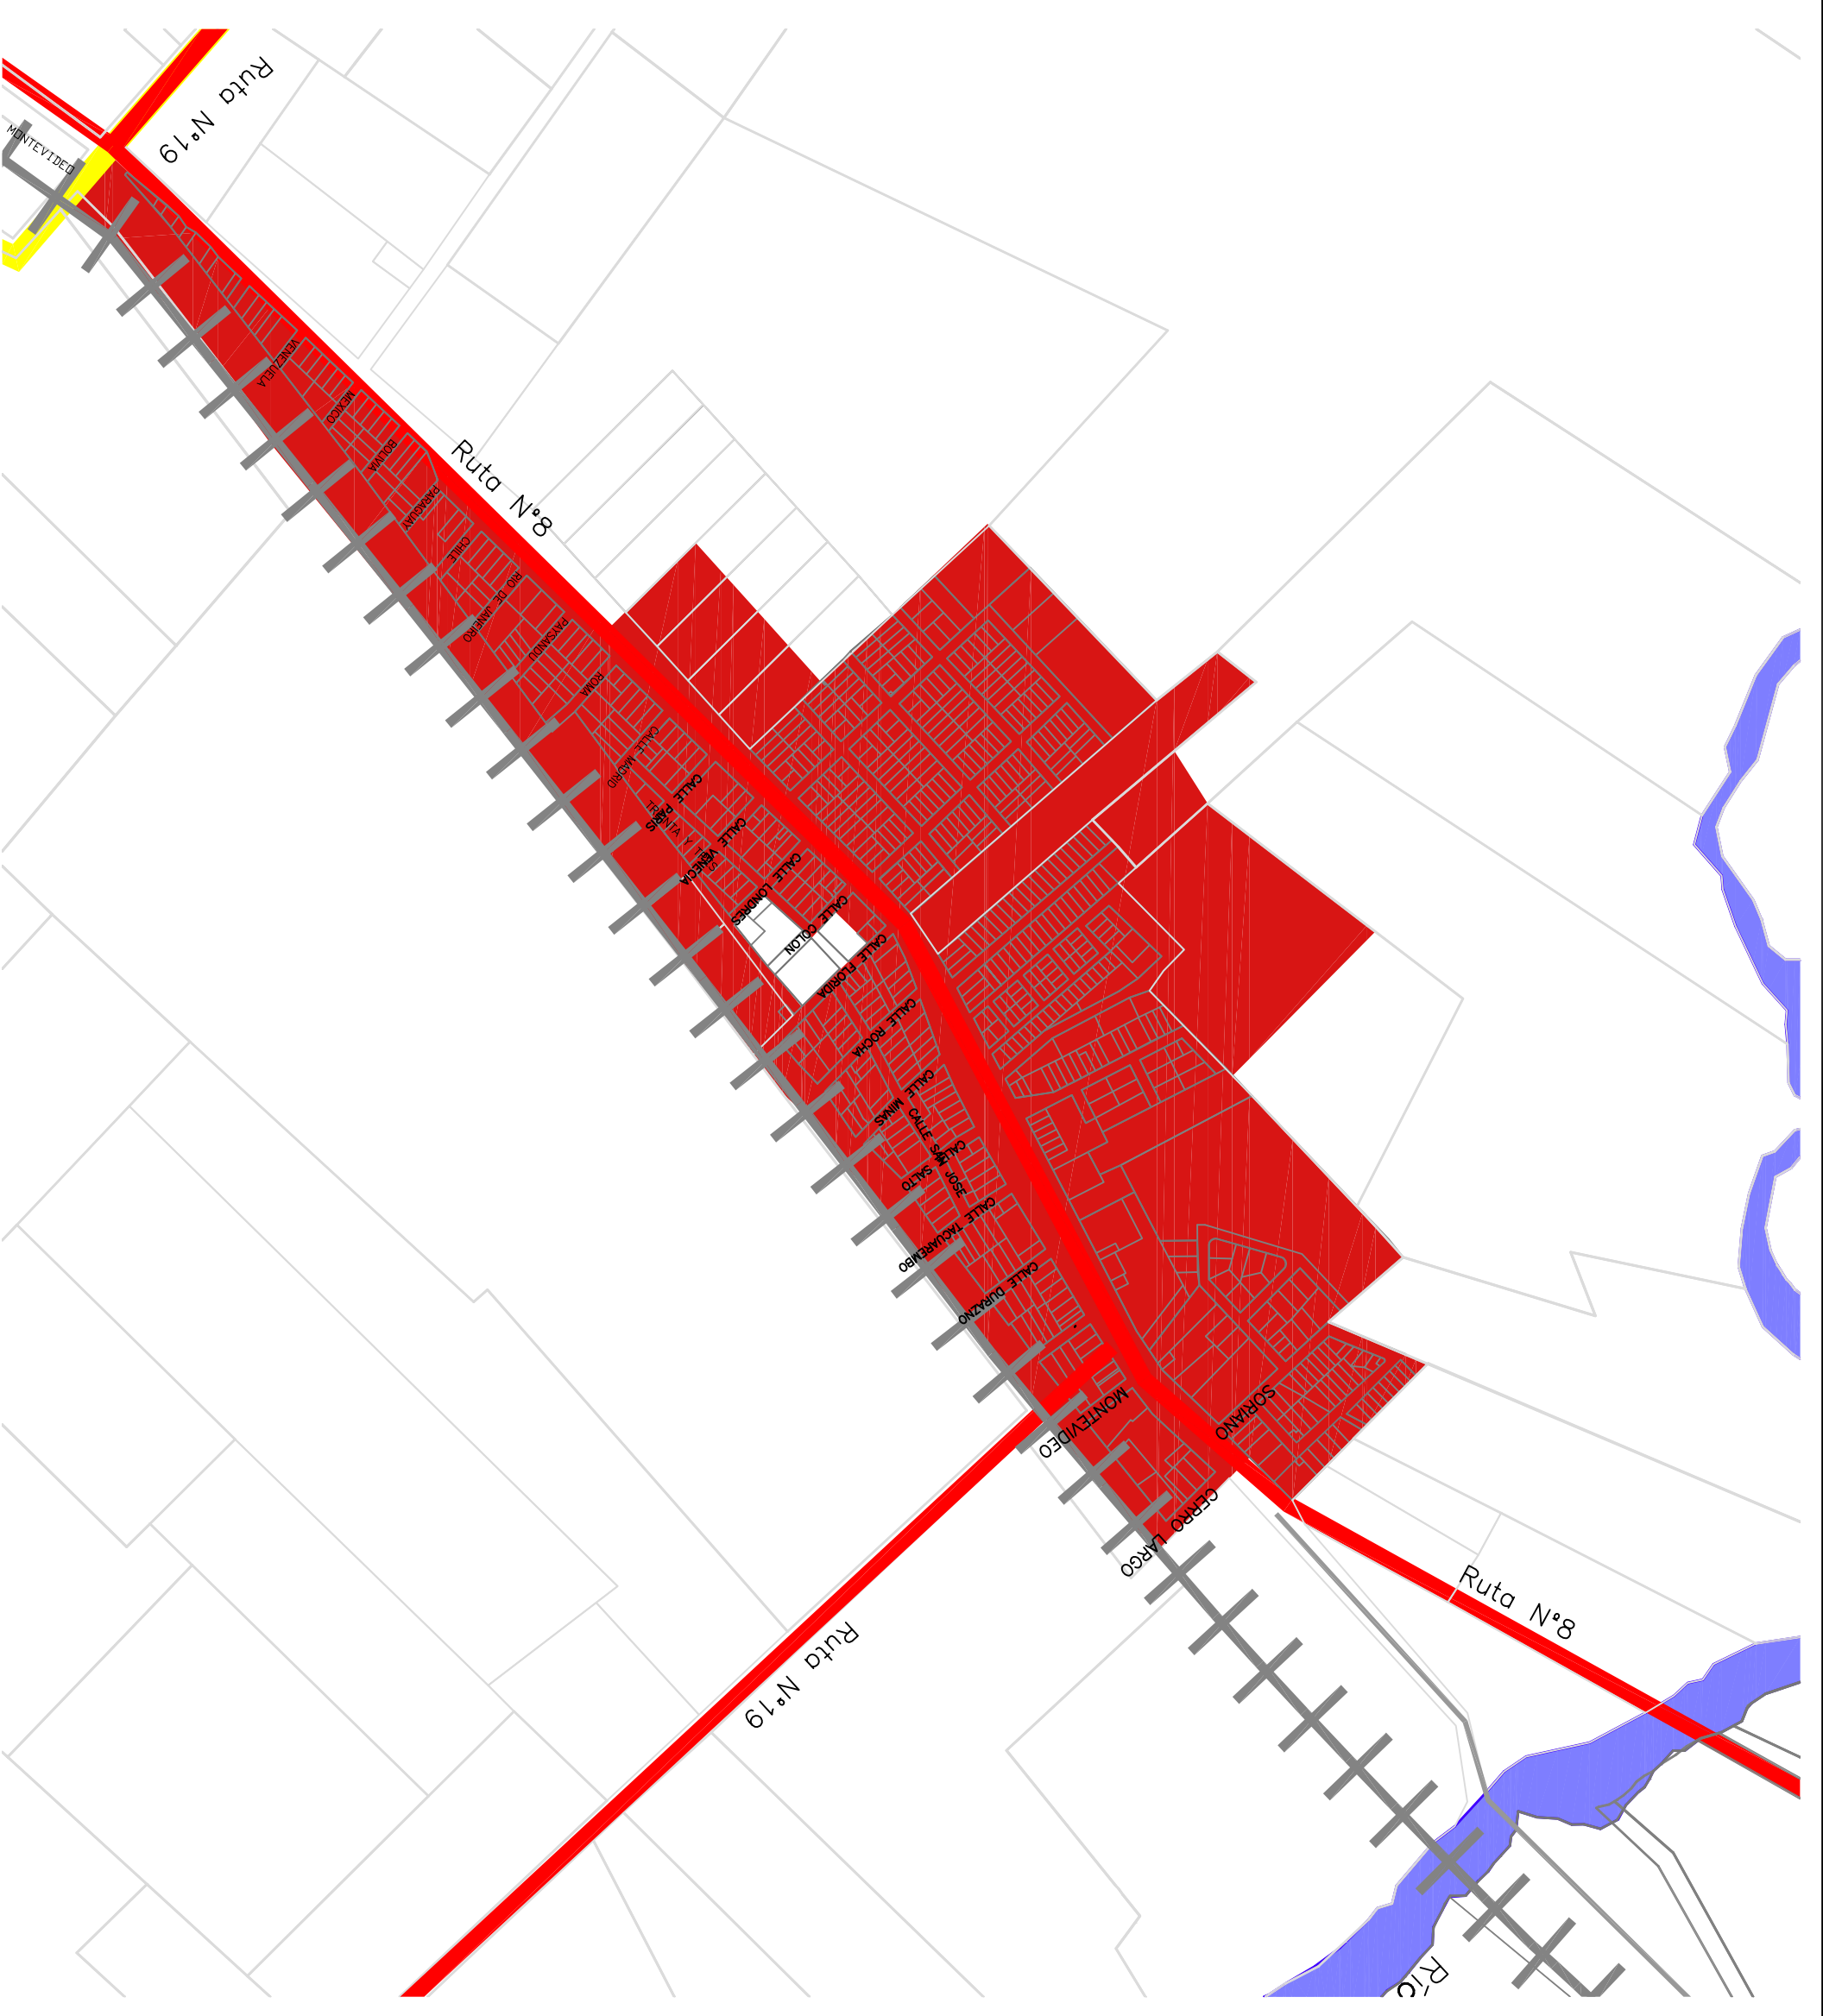 Ruta N°19
MONTEVIDEO
VENEZUELA
MEXICO
BOLIVIA
PARAGUAY
CHILE
RIO DE JANEIRO
PAYSANDU
ROMA
Ruta N°8
CALLE MADRID
CALLE PARIS
TREINTA Y TRES
CALLE VENECIA
CALLE LONDRES
CALLE COLON
CALLE FLORIDA
CALLE ROCHA
CALLE MINAS
CALLE SAN JOSE
CALLE SALTO
CALLE TACUAREMBO
CALLE DURAZNO
MONTEVIDEO
SORIANO
CERRO LARGO
Ruta N°8
Ruta N°19